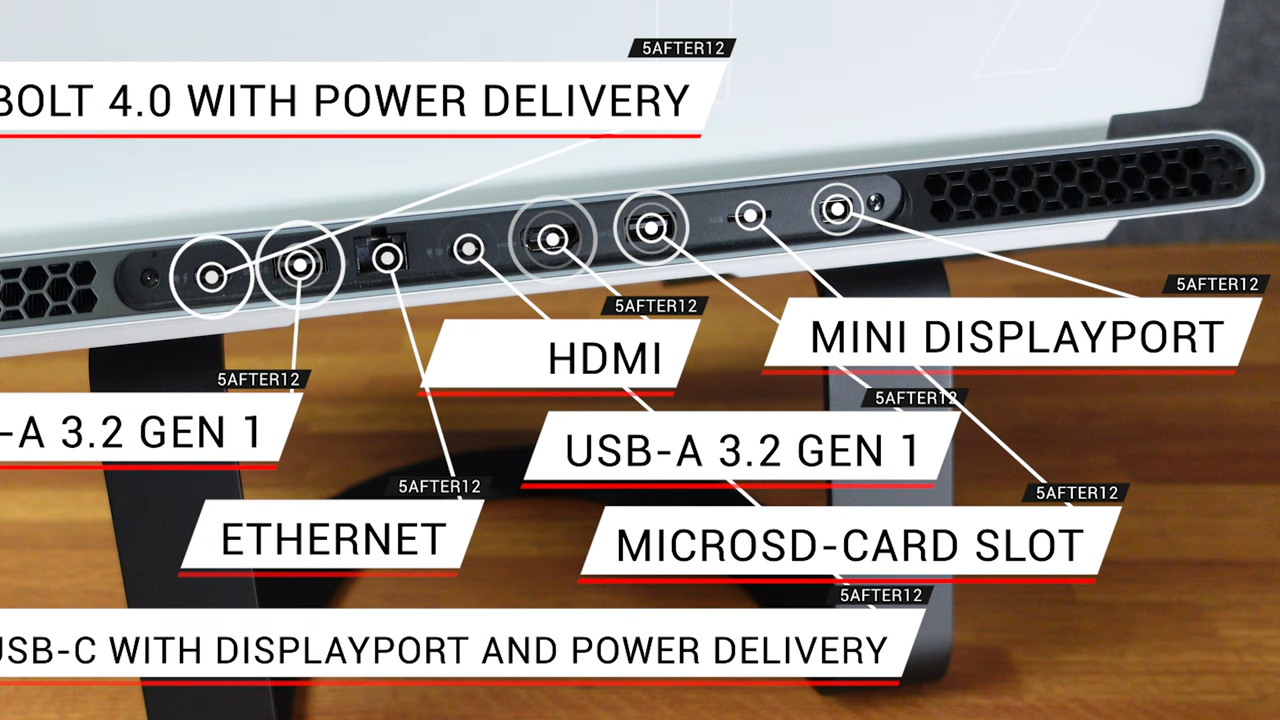 5AFTER12
BOLT 4.0 WITH POWER DELIVERY
5AFTER12
MINI DISPLAYPORT
5AFTER12
HDMI
5AFTER12
-A 3.2 GEN 1
5AFTER12
USB-A 3.2 GEN 1
5AFTER12
ETHERNET
5AFTER12
MICROSD-CARD SLOT
5AFTER12
USB-C WITH DISPLAYPORT AND POWER DELIVERY